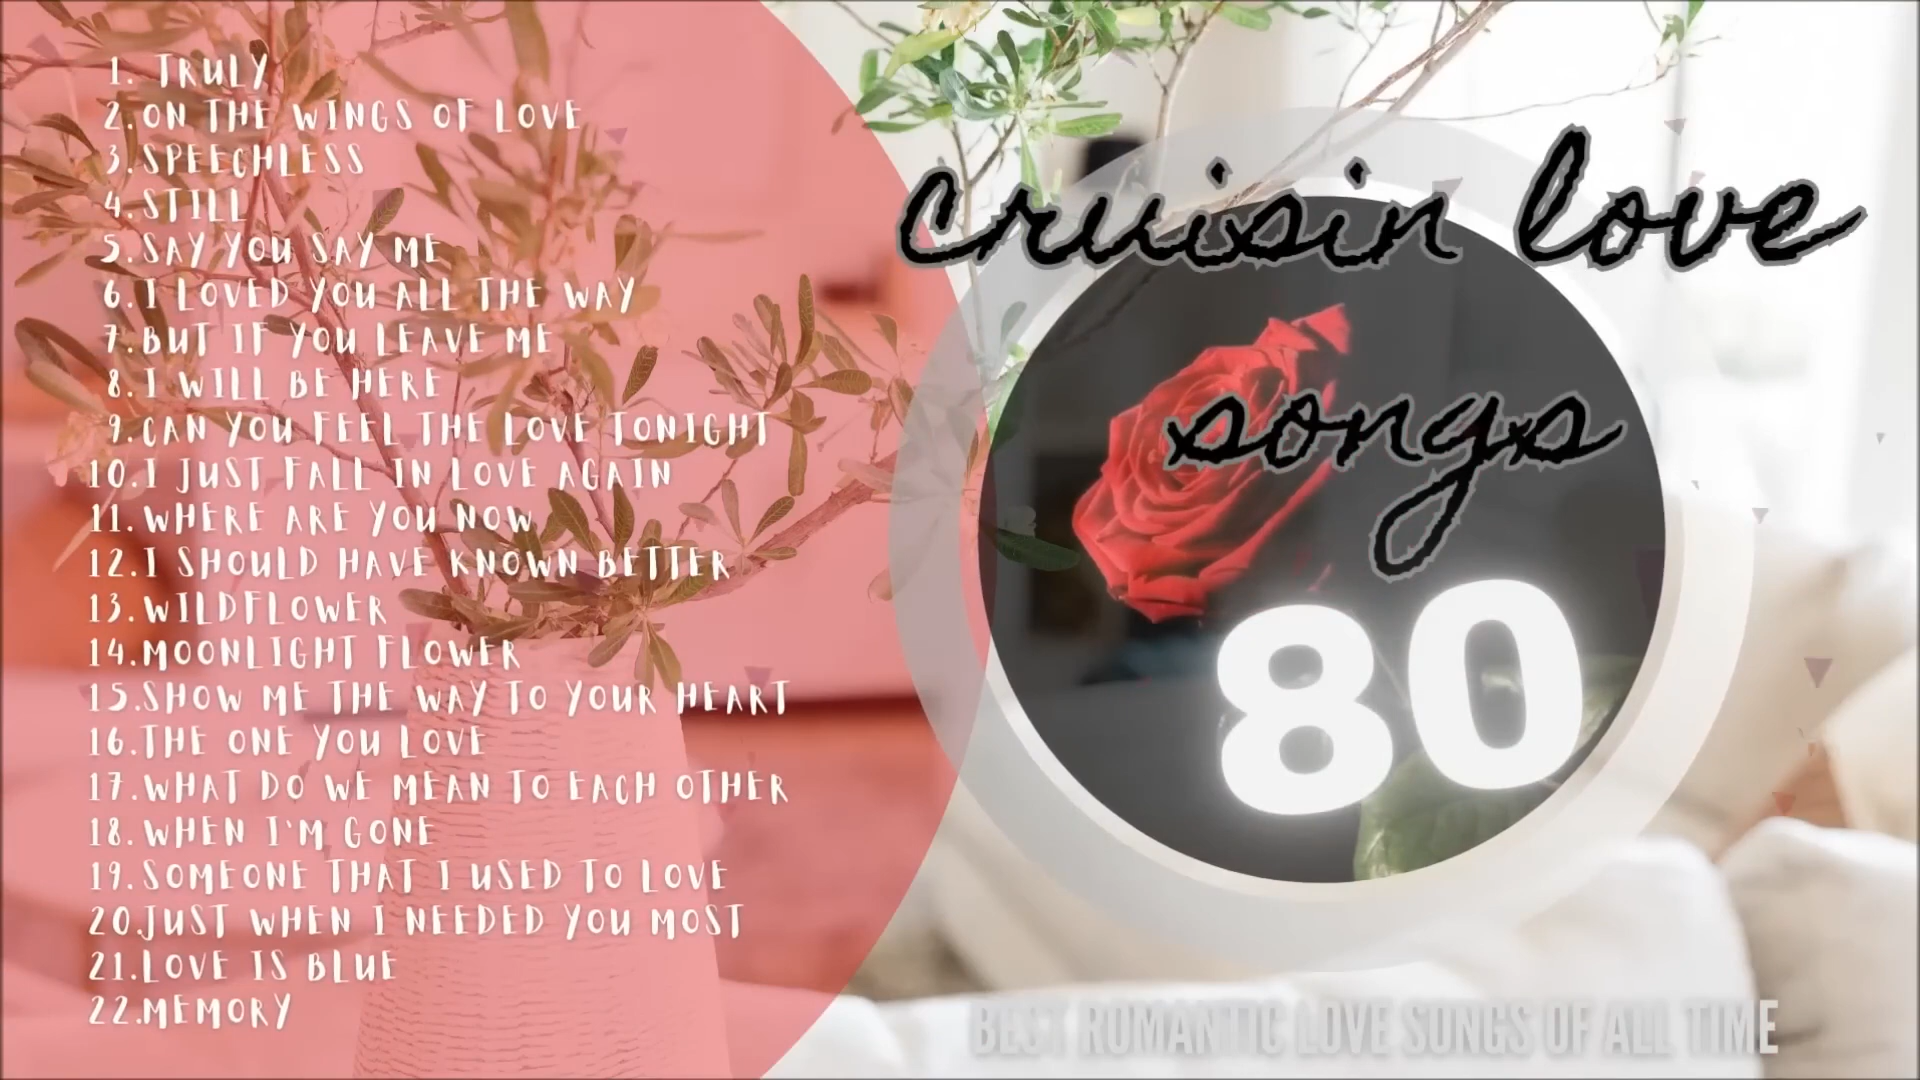 1. TRULY
2.ON THE WINGS OF LOVE
3.SPEECHLESS
4.STILL
5.SAY YOU SAY ME
6.I LOVED YOU ALL THE WAY
7.BUT IF YOU LEAVE ME
8.I WILL BE HERE
9.CAN YOU FEEL THE LOVE TONIGHT
10.I JUST FALL IN LOVE AGAIN
11.WHERE ARE YOU NOW
12.I SHOULD HAVE KNOWN BETTER
13.WILDFLOWER
14.MOONLIGHT FLOWER
15.SHOW ME THE WAY TO YOUR HEART
16.THE ONE YOU LOVE
17.WHAT DO WE MEAN TO EACH OTHER
18.WHEN I'M GONE
19.SOMEONE THAT I USED TO LOVE
20.JUST WHEN I NEEDED YOU MOST
21.LOVE IS BLUE
22.MEMORY
cruisin love
songs
80
BEST ROMANTIC LOVE SONGS OF ALL TIME